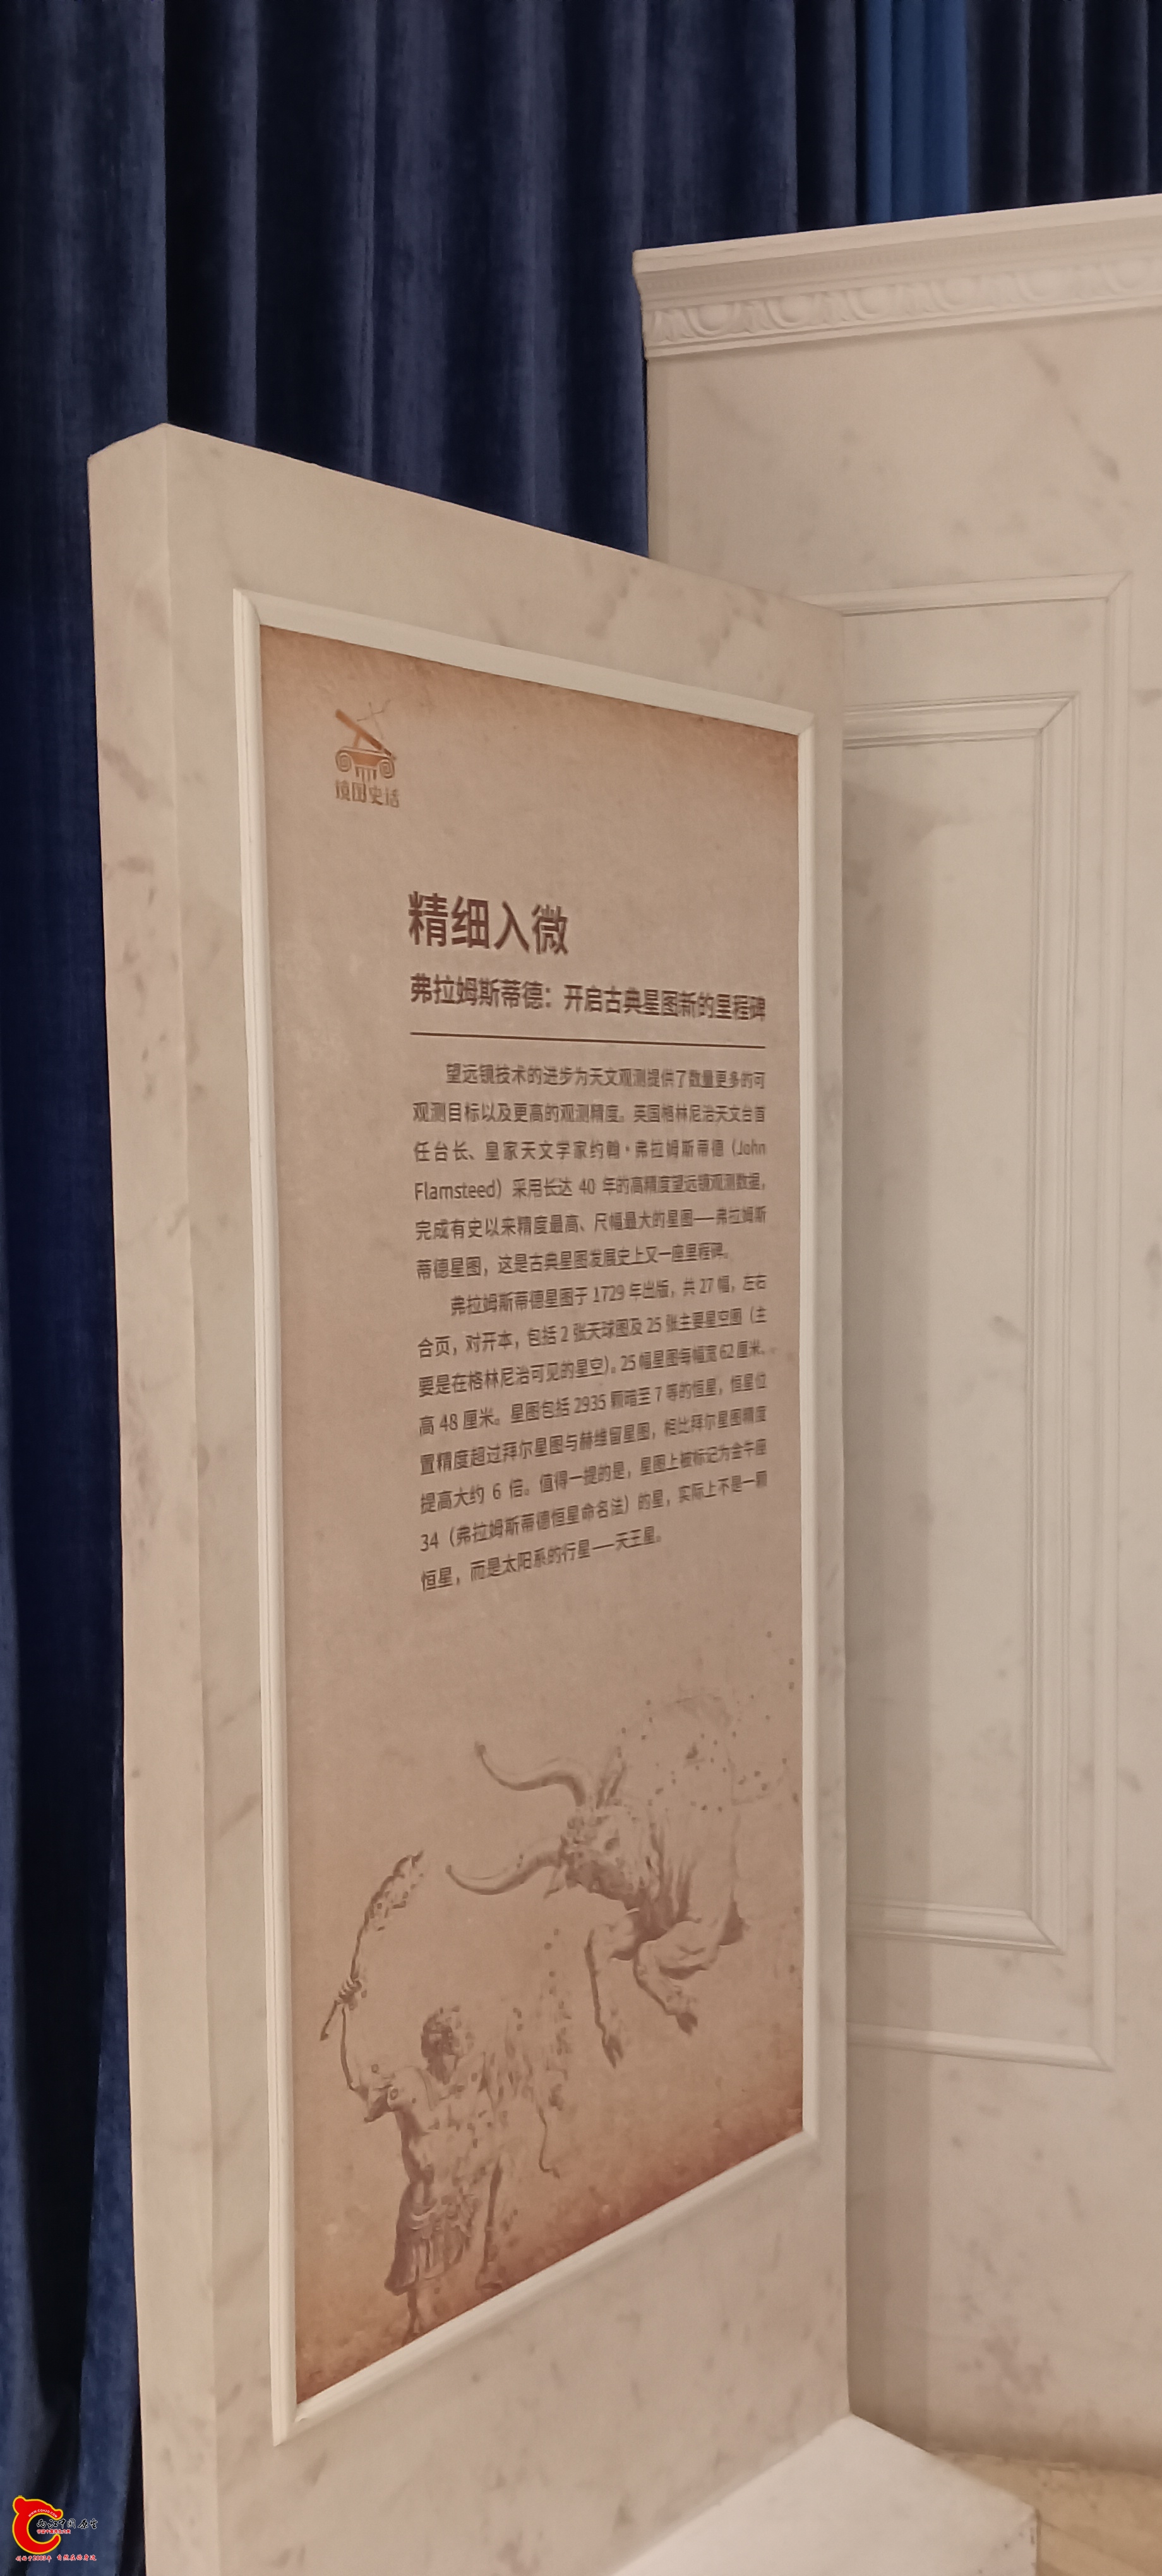 镜图史话
精细入微
弗拉姆斯蒂德：开启古典星图新的里程碑
望远镜技术的进步为天文观测提供了数量更多的可
观测目标以及更高的观测精度。英国格林尼治天文台首
任台长、皇家天文学家约翰·弗拉姆斯蒂德（John
Flamsteed）采用长达 40 年的高精度望远镜观测数据，
完成有史以来精度最高、尺幅最大的星图——弗拉姆斯
蒂德星图，这是古典星图发展史上又一座里程碑。
弗拉姆斯蒂德星图于 1729 年出版，共 27 幅，左右
合页，对开本，包括 2 张天球图及 25 张主要星空图（主
要是在格林尼治可见的星空）。25 幅星图每幅宽 62 厘米、
高 48 厘米。星图包括 2935 颗暗至 7 等的恒星，恒星位
置精度超过拜尔星图与赫维留星图，相比拜尔星图精度
提高大约 6 倍。值得一提的是，星图上被标记为金牛座
34（弗拉姆斯蒂德恒星命名法）的星，实际上不是一颗
恒星，而是太阳系的行星——天王星。